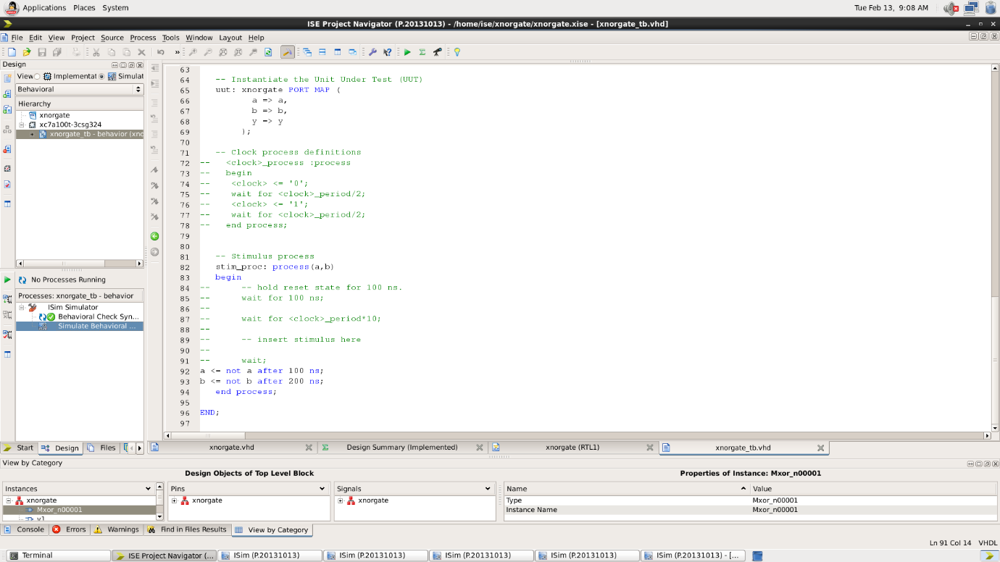 Applications Places System
Tue Feb 13, 9:08 AM
ISE Project Navigator (P.20131013) - /home/ise/xnorgate/xnorgate.xise - [xnorgate_tb.vhd]
File Edit View Project Source Process Tools Window Layout Help
Design
View: Implementat Simulat
Behavioral
Hierarchy
xnorgate
xc7a100t-3csg324
xnorgate_tb - behavior (xno
63
64 -- Instantiate the Unit Under Test (UUT)
65 uut: xnorgate PORT MAP (
66 a => a,
67 b => b,
68 y => y
69 );
70
71 -- Clock process definitions
72 -- <clock>_process :process
73 -- begin
74 -- <clock> <= '0';
75 -- wait for <clock>_period/2;
76 -- <clock> <= '1';
77 -- wait for <clock>_period/2;
78 -- end process;
79
80
81 -- Stimulus process
82 stim_proc: process(a,b)
83 begin
84 -- -- hold reset state for 100 ns.
85 -- wait for 100 ns;
86 --
87 -- wait for <clock>_period*10;
88 --
89 -- -- insert stimulus here
90 --
91 -- wait;
92 a <= not a after 100 ns;
93 b <= not b after 200 ns;
94 end process;
95
96 END;
97
No Processes Running
Processes: xnorgate_tb - behavior
ISim Simulator
Behavioral Check Syn...
Simulate Behavioral ...
Start Design Files
xnorgate.vhd
Design Summary (Implemented)
xnorgate (RTL1)
xnorgate_tb.vhd
View by Category
Design Objects of Top Level Block
Properties of Instance: Mxor_n00001
Instances
Pins
Signals
Name Value
xnorgate
xnorgate
xnorgate
Type Mxor_n00001
Mxor_n00001
Instance Name Mxor_n00001
y1
Console Errors Warnings Find in Files Results View by Category
Ln 91 Col 14 VHDL
Terminal
ISE Project Navigator (...
ISim (P.20131013)
ISim (P.20131013)
ISim (P.20131013)
ISim (P.20131013)
ISim (P.20131013) - [...